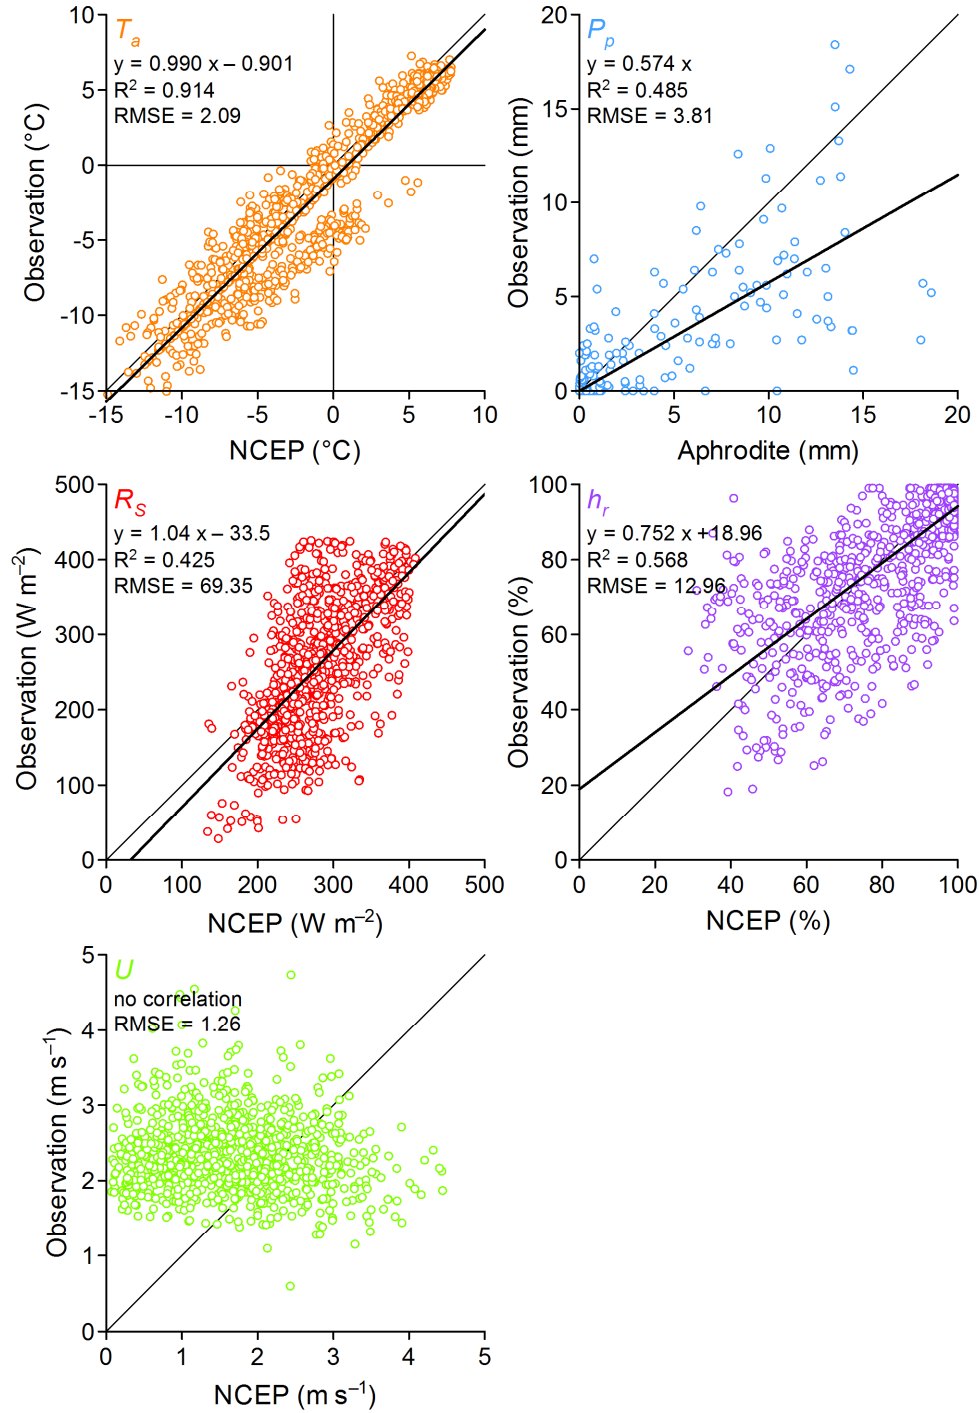 T_a
y = 0.990 x – 0.901
R² = 0.914
RMSE = 2.09
10
5
0
-5
-10
-15
Observation (°C)
-15 -10 -5 0 5 10
NCEP (°C)
P_p
y = 0.574 x
R² = 0.485
RMSE = 3.81
20
15
10
5
0
Observation (mm)
0 5 10 15 20
Aphrodite (mm)
R_S
y = 1.04 x – 33.5
R² = 0.425
RMSE = 69.35
500
400
300
200
100
0
Observation (W m⁻²)
0 100 200 300 400 500
NCEP (W m⁻²)
h_r
y = 0.752 x +18.96
R² = 0.568
RMSE = 12.96
100
80
60
40
20
0
Observation (%)
0 20 40 60 80 100
NCEP (%)
U
no correlation
RMSE = 1.26
5
4
3
2
1
0
Observation (m s⁻¹)
0 1 2 3 4 5
NCEP (m s⁻¹)